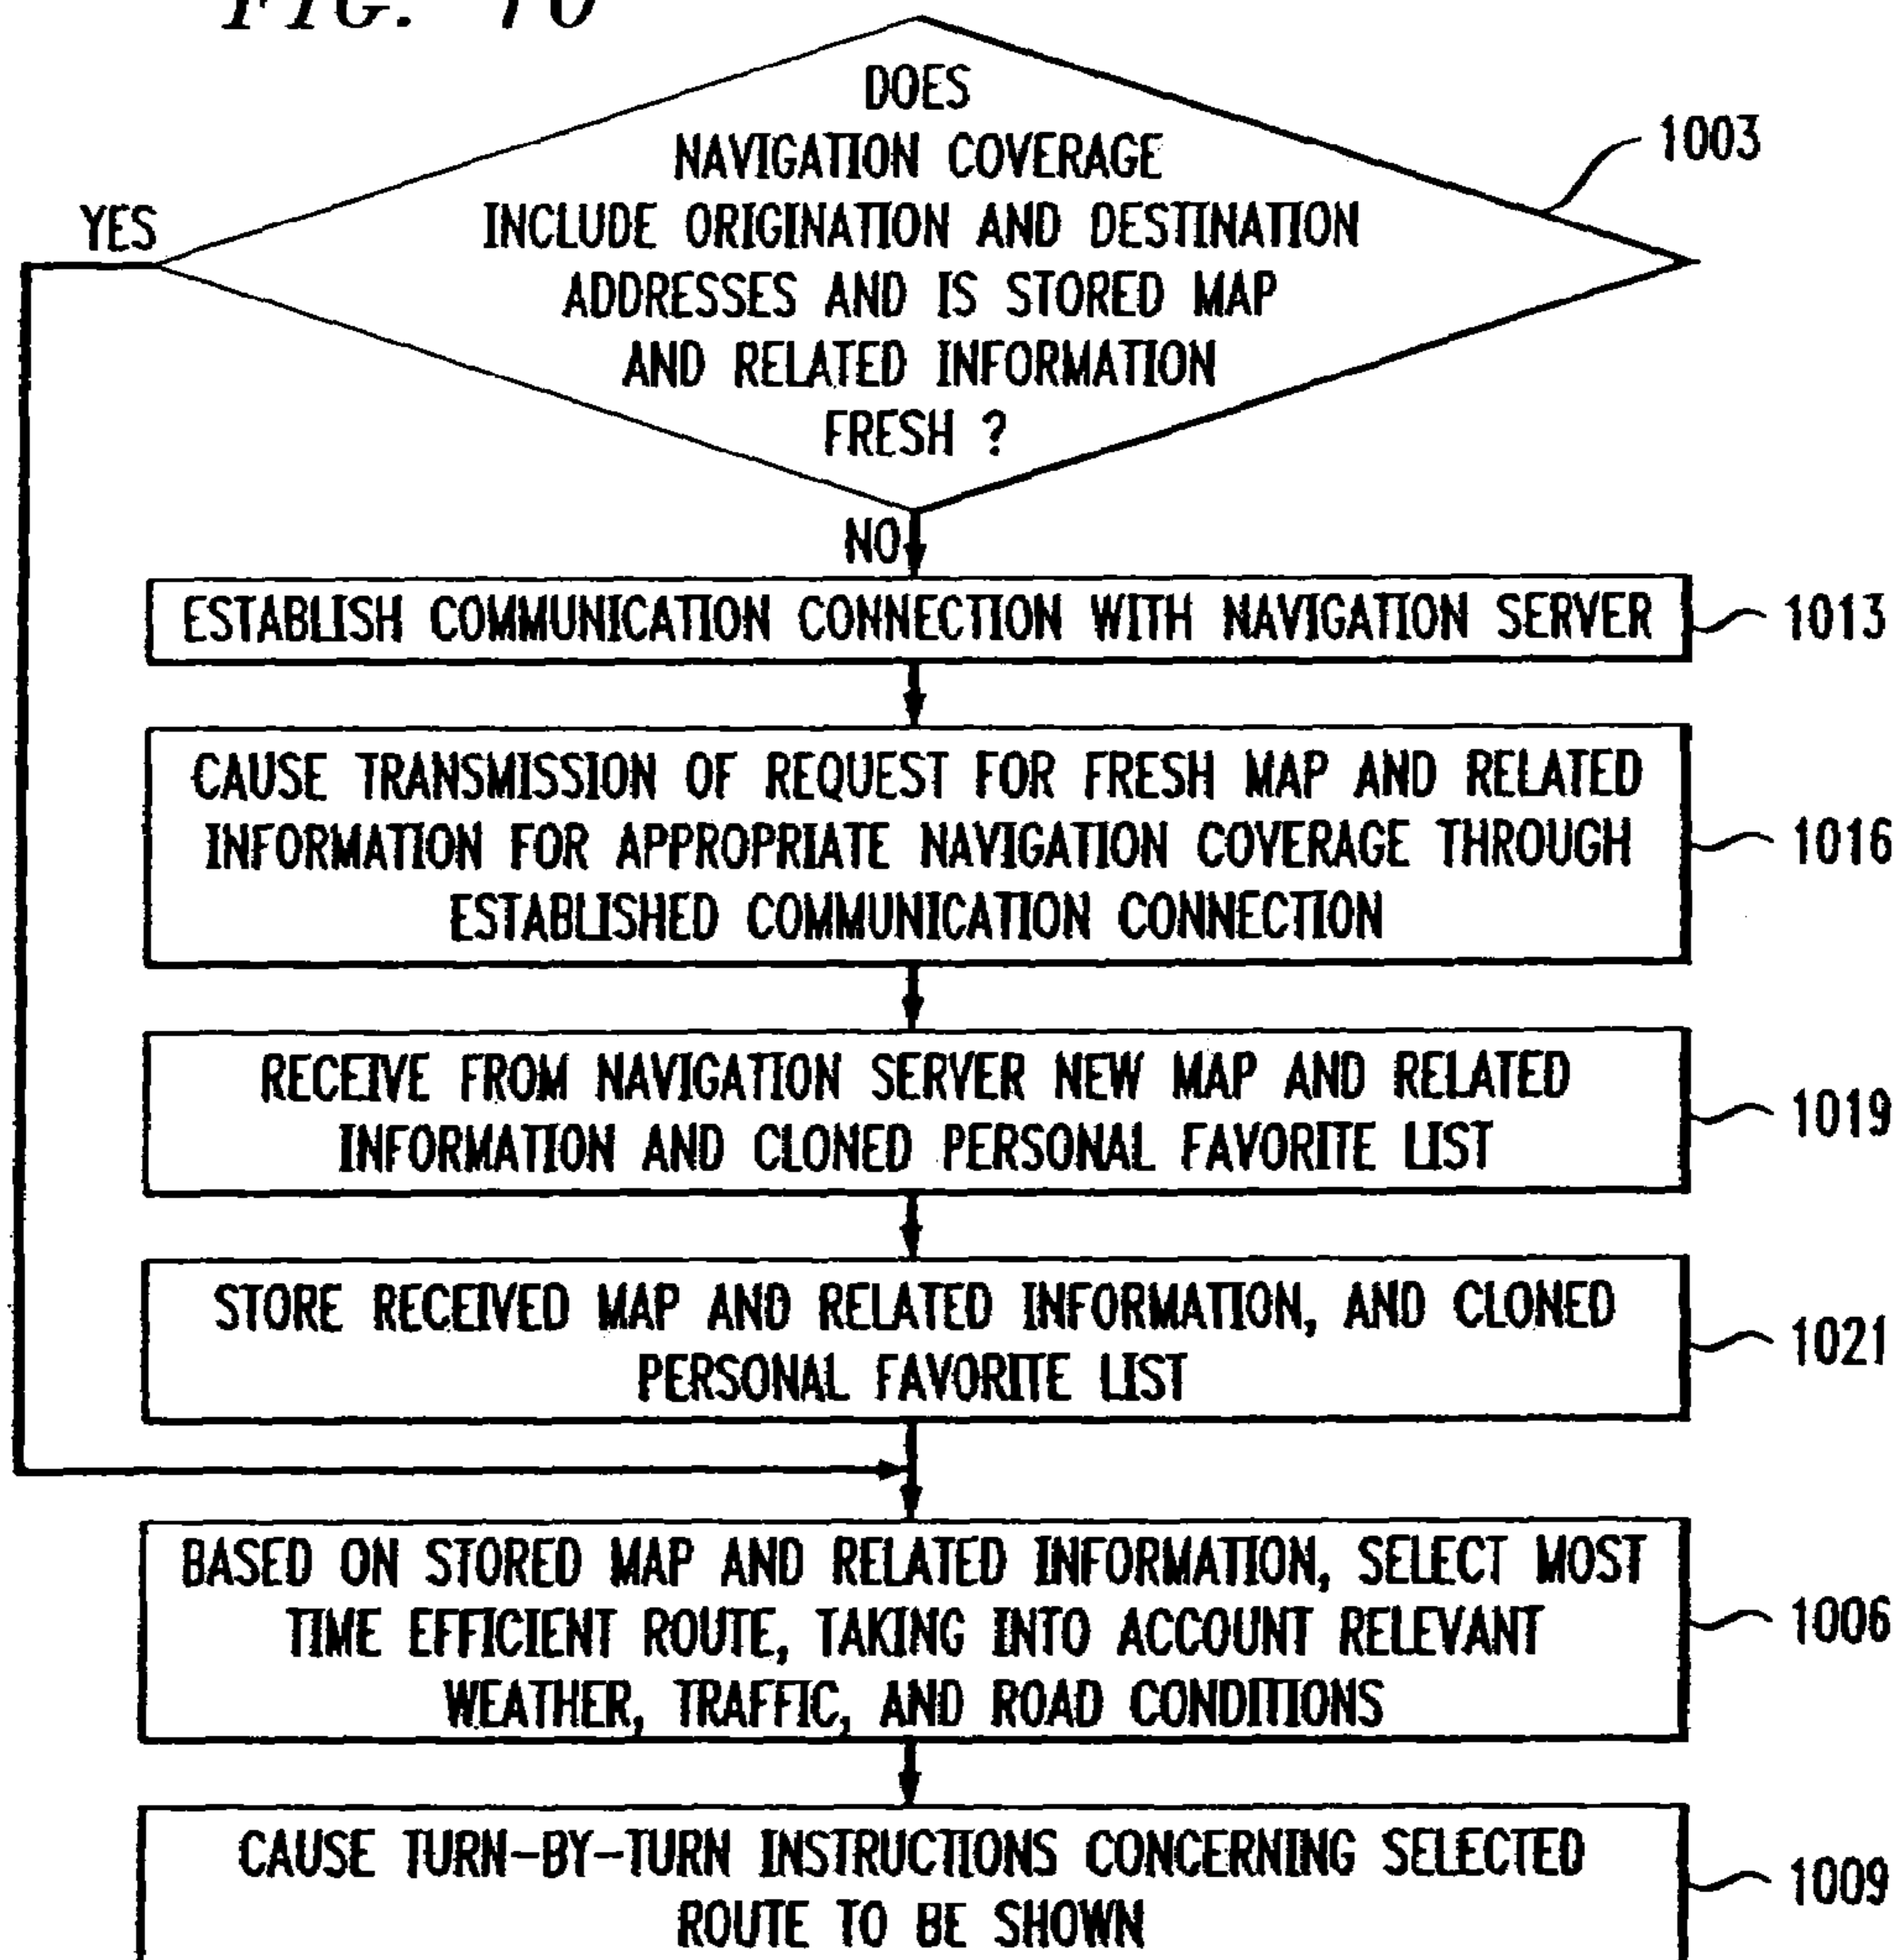 FIG. 10
DOES
NAVIGATION COVERAGE
INCLUDE ORIGINATION AND DESTINATION
ADDRESSES AND IS STORED MAP
AND RELATED INFORMATION
FRESH ?
1003
YES
NO
ESTABLISH COMMUNICATION CONNECTION WITH NAVIGATION SERVER
1013
CAUSE TRANSMISSION OF REQUEST FOR FRESH MAP AND RELATED
INFORMATION FOR APPROPRIATE NAVIGATION COVERAGE THROUGH
ESTABLISHED COMMUNICATION CONNECTION
1016
RECEIVE FROM NAVIGATION SERVER NEW MAP AND RELATED
INFORMATION AND CLONED PERSONAL FAVORITE LIST
1019
STORE RECEIVED MAP AND RELATED INFORMATION, AND CLONED
PERSONAL FAVORITE LIST
1021
BASED ON STORED MAP AND RELATED INFORMATION, SELECT MOST
TIME EFFICIENT ROUTE, TAKING INTO ACCOUNT RELEVANT
WEATHER, TRAFFIC, AND ROAD CONDITIONS
1006
CAUSE TURN-BY-TURN INSTRUCTIONS CONCERNING SELECTED
ROUTE TO BE SHOWN
1009